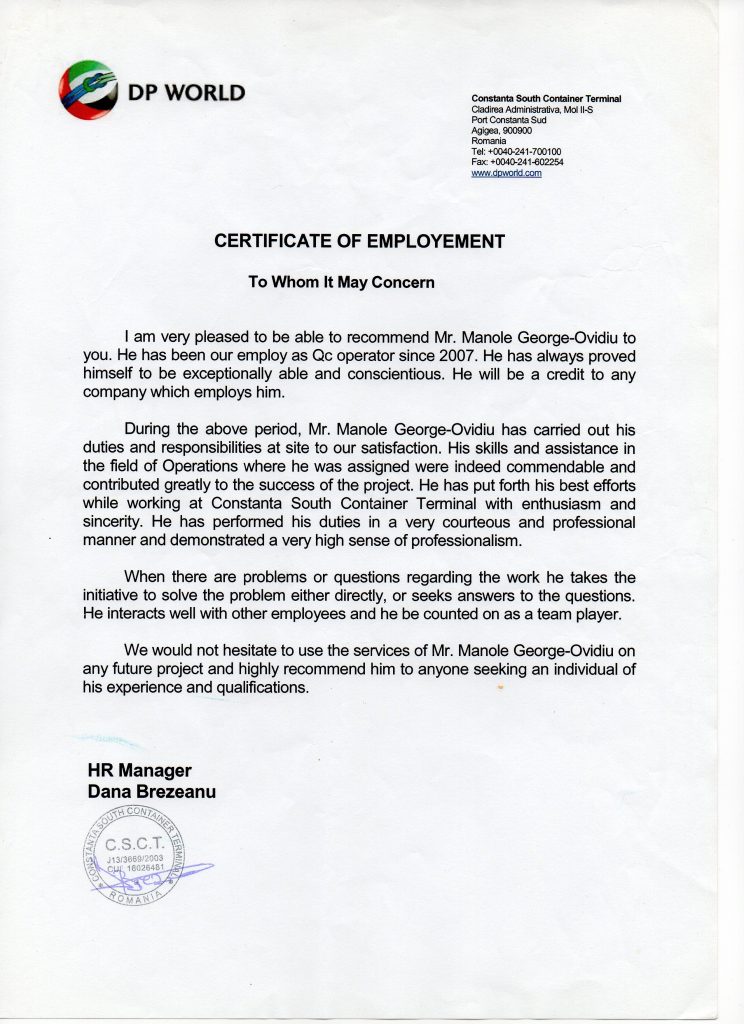 DP WORLD
Constanta South Container Terminal
Cladirea Administrativa, Mol II-S
Port Constanta Sud
Agigea, 900900
Romania
Tel: +0040-241-700100
Fax: +0040-241-602254
www.dpworld.com
CERTIFICATE OF EMPLOYEMENT
To Whom It May Concern
I am very pleased to be able to recommend Mr. Manole George-Ovidiu to
you. He has been our employ as Qc operator since 2007. He has always proved
himself to be exceptionally able and conscientious. He will be a credit to any
company which employs him.
During the above period, Mr. Manole George-Ovidiu has carried out his
duties and responsibilities at site to our satisfaction. His skills and assistance in
the field of Operations where he was assigned were indeed commendable and
contributed greatly to the success of the project. He has put forth his best efforts
while working at Constanta South Container Terminal with enthusiasm and
sincerity. He has performed his duties in a very courteous and professional
manner and demonstrated a very high sense of professionalism.
When there are problems or questions regarding the work he takes the
initiative to solve the problem either directly, or seeks answers to the questions.
He interacts well with other employees and he be counted on as a team player.
We would not hesitate to use the services of Mr. Manole George-Ovidiu on
any future project and highly recommend him to anyone seeking an individual of
his experience and qualifications.
HR Manager
Dana Brezeanu
CONSTANTA SOUTH CONTAINER TERMINAL
C.S.C.T.
J13/3669/2003
CUI 16026481
ROMANIA